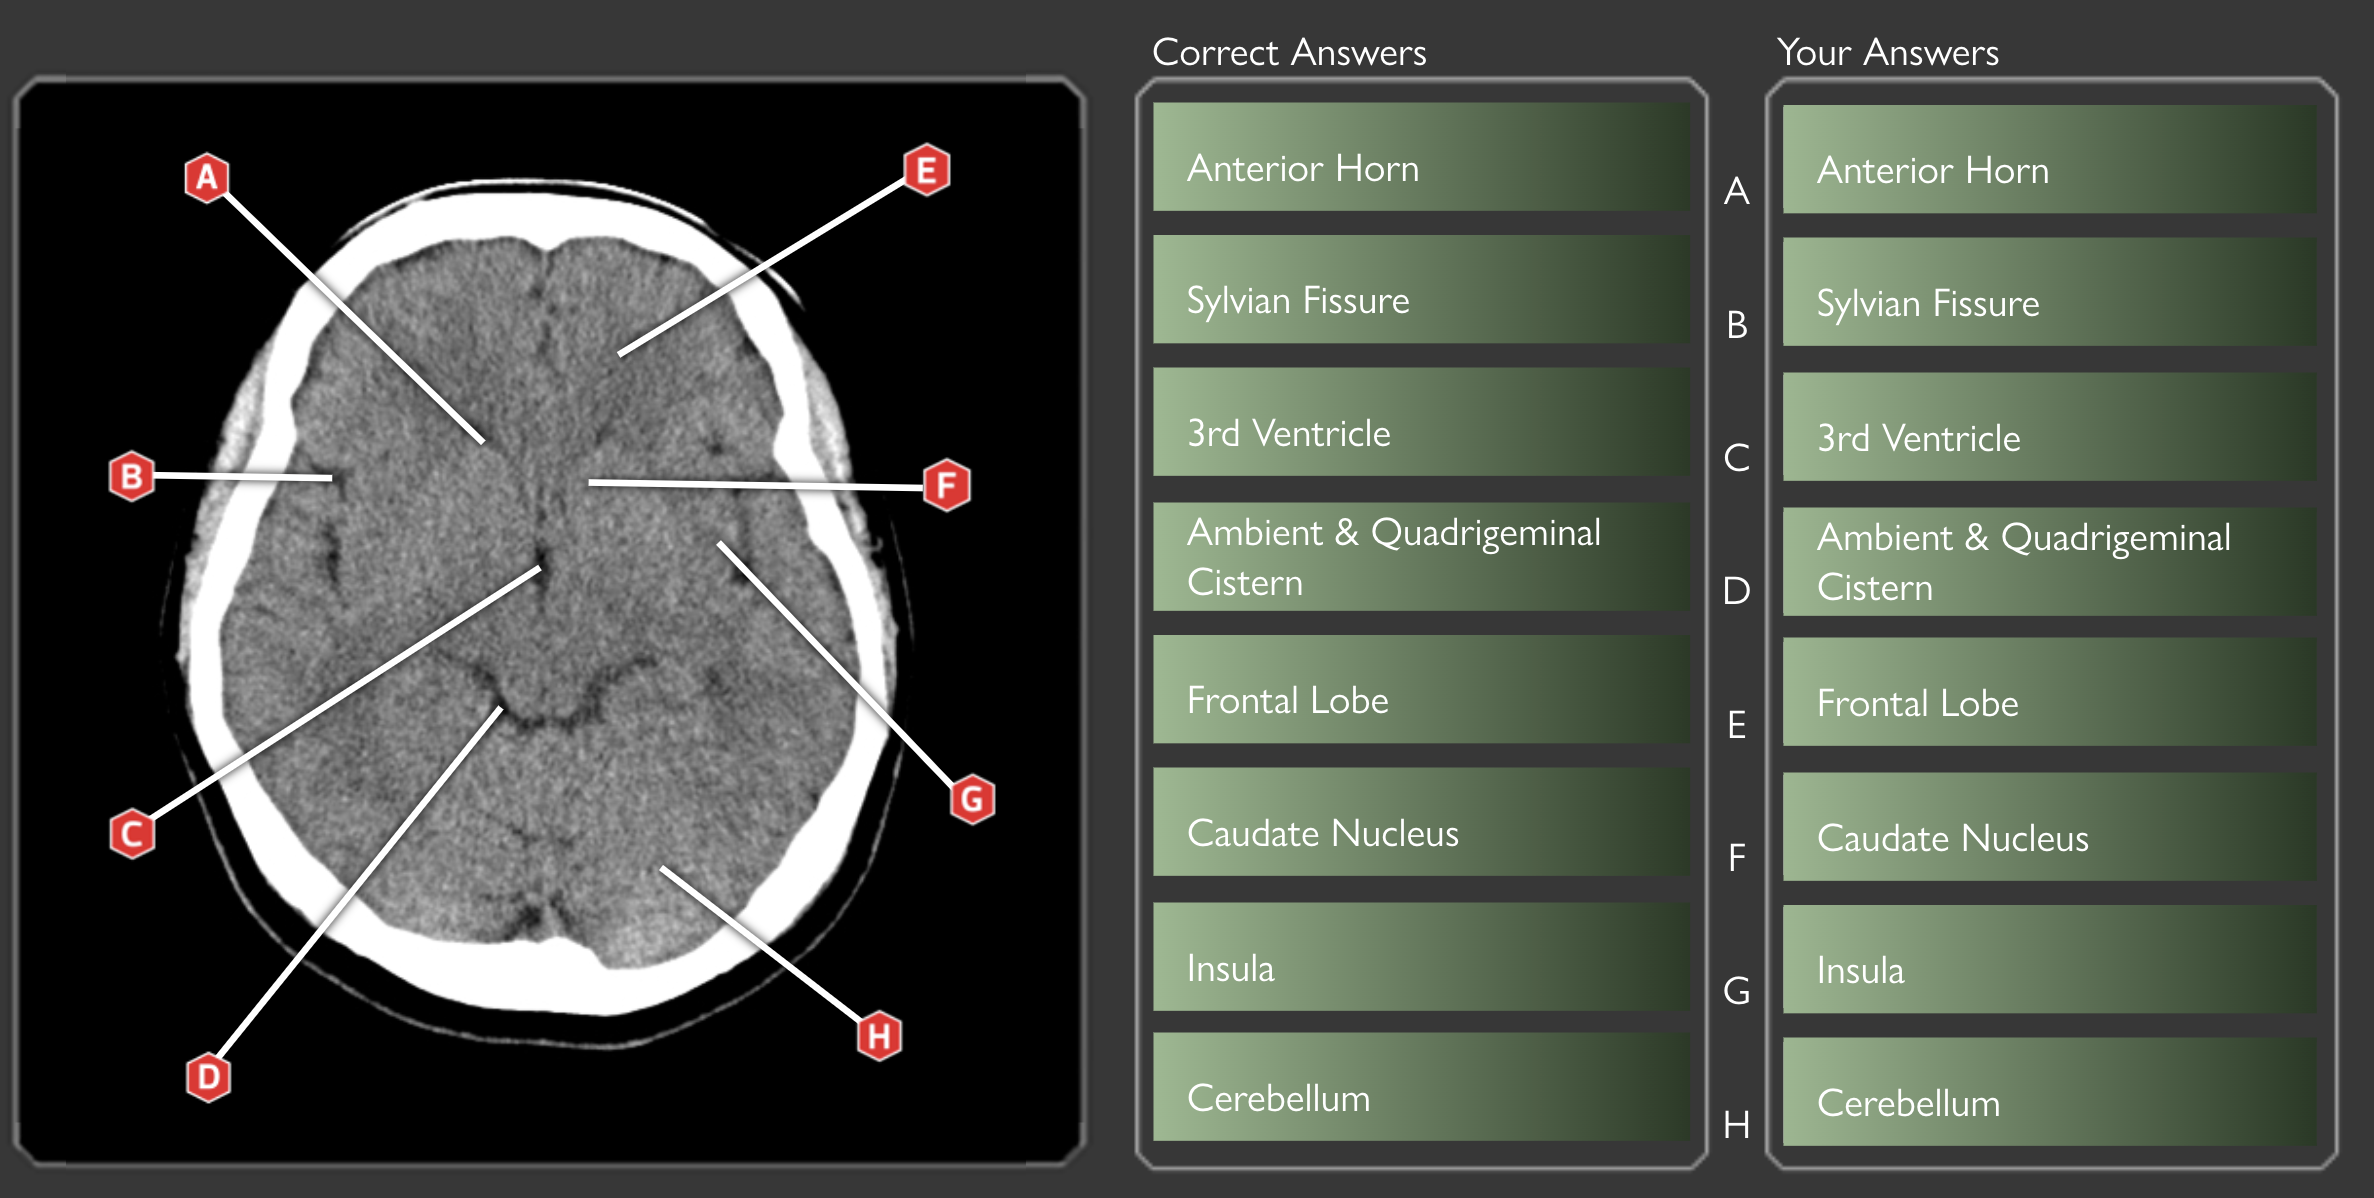 Correct Answers
Your Answers
A
E
B
F
C
G
D
H
Anterior Horn
A
Anterior Horn
Sylvian Fissure
B
Sylvian Fissure
3rd Ventricle
C
3rd Ventricle
Ambient & Quadrigeminal
Cistern
D
Ambient & Quadrigeminal
Cistern
Frontal Lobe
E
Frontal Lobe
Caudate Nucleus
F
Caudate Nucleus
Insula
G
Insula
Cerebellum
H
Cerebellum